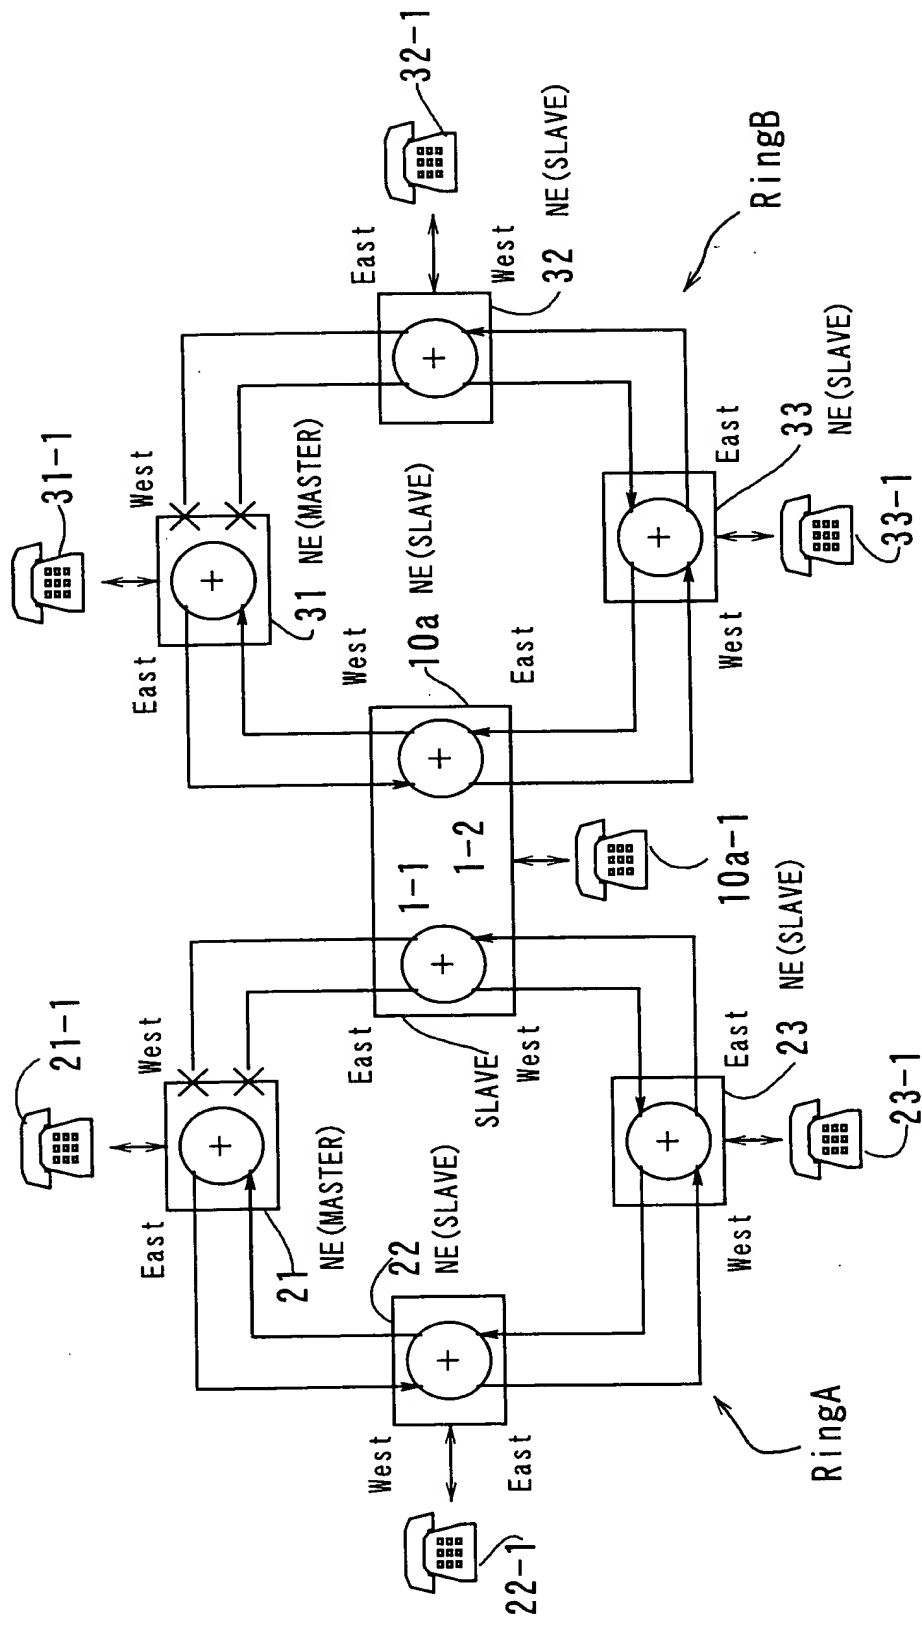 32-1
East
West
32 NE(SLAVE)
RingB
31-1
West
31 NE(MASTER)
East
33
NE(SLAVE)
East
West
33-1
West
10a NE(SLAVE)
East
1-1
1-2
10a-1
21-1
West
East
21
NE(MASTER)
East
SLAVE
West
23 NE(SLAVE)
East
West
23-1
22
NE(SLAVE)
West
East
22-1
RingA